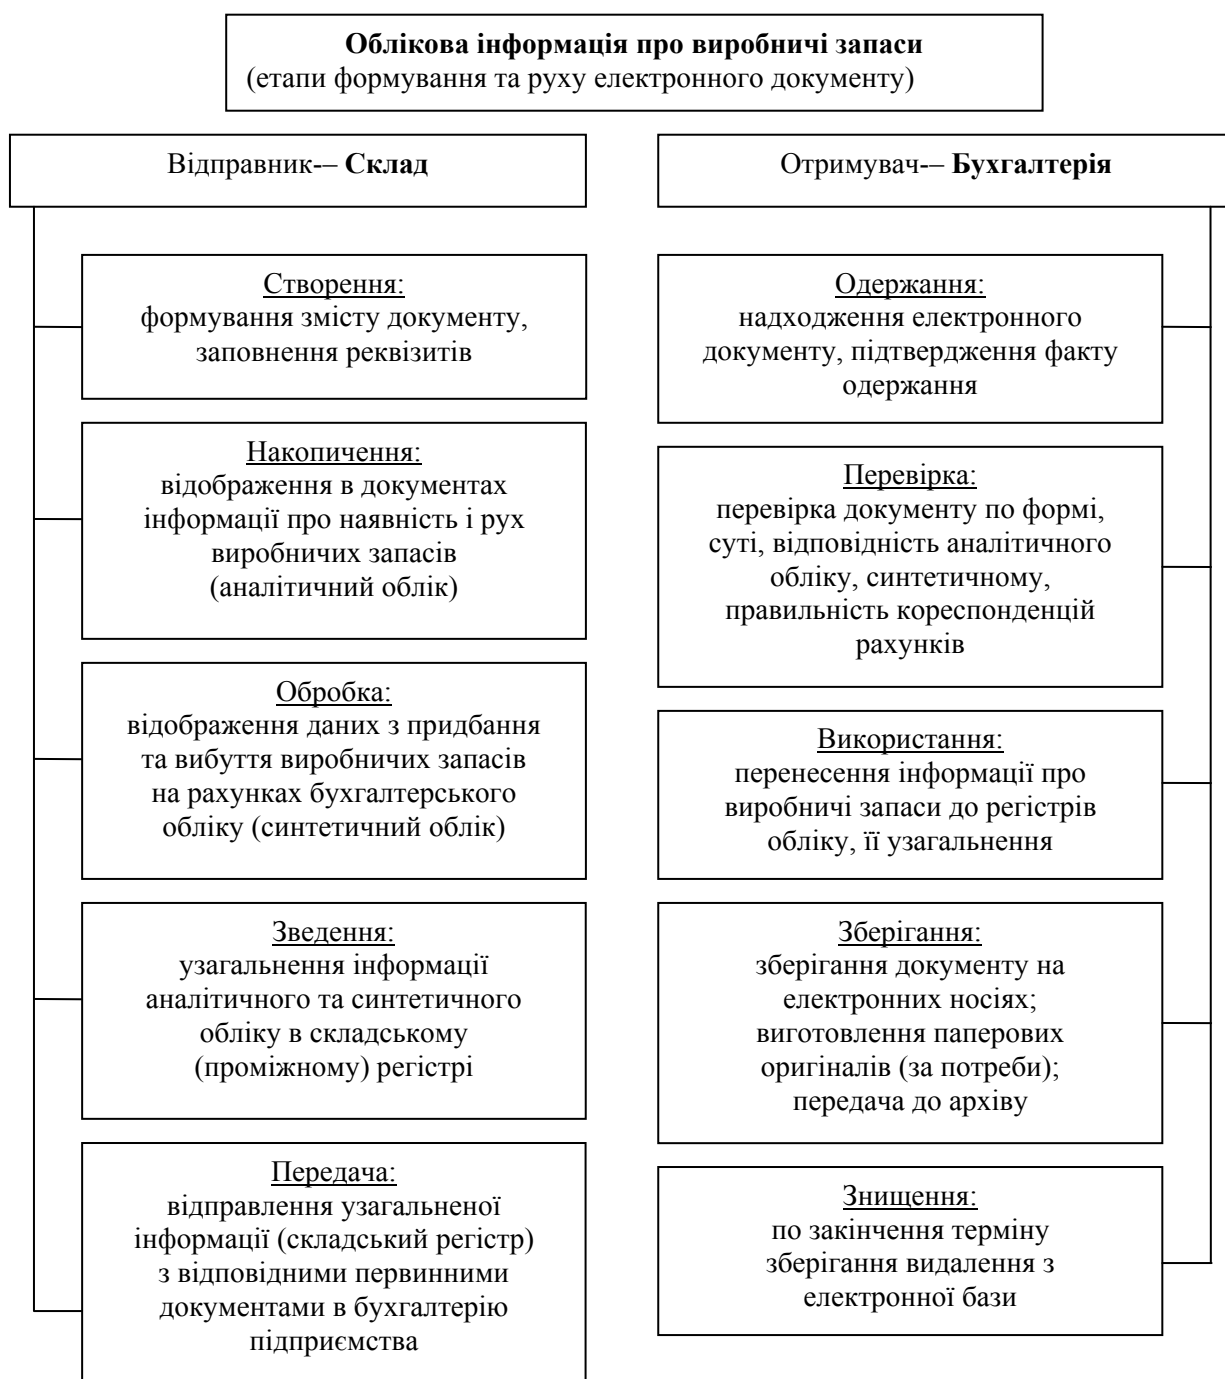 Облікова інформація про виробничі запаси
(етапи формування та руху електронного документу)
Відправник-– Склад
Створення:
формування змісту документу,
заповнення реквізитів
Накопичення:
відображення в документах
інформації про наявність і рух
виробничих запасів
(аналітичний облік)
Обробка:
відображення даних з придбання
та вибуття виробничих запасів
на рахунках бухгалтерського
обліку (синтетичний облік)
Зведення:
узагальнення інформації
аналітичного та синтетичного
обліку в складському
(проміжному) регістрі
Передача:
відправлення узагальненої
інформації (складський регістр)
з відповідними первинними
документами в бухгалтерію
підприємства
Отримувач-– Бухгалтерія
Одержання:
надходження електронного
документу, підтвердження факту
одержання
Перевірка:
перевірка документу по формі,
суті, відповідність аналітичного
обліку, синтетичному,
правильність кореспонденцій
рахунків
Використання:
перенесення інформації про
виробничі запаси до регістрів
обліку, її узагальнення
Зберігання:
зберігання документу на
електронних носіях;
виготовлення паперових
оригіналів (за потреби);
передача до архіву
Знищення:
по закінчення терміну
зберігання видалення з
електронної бази